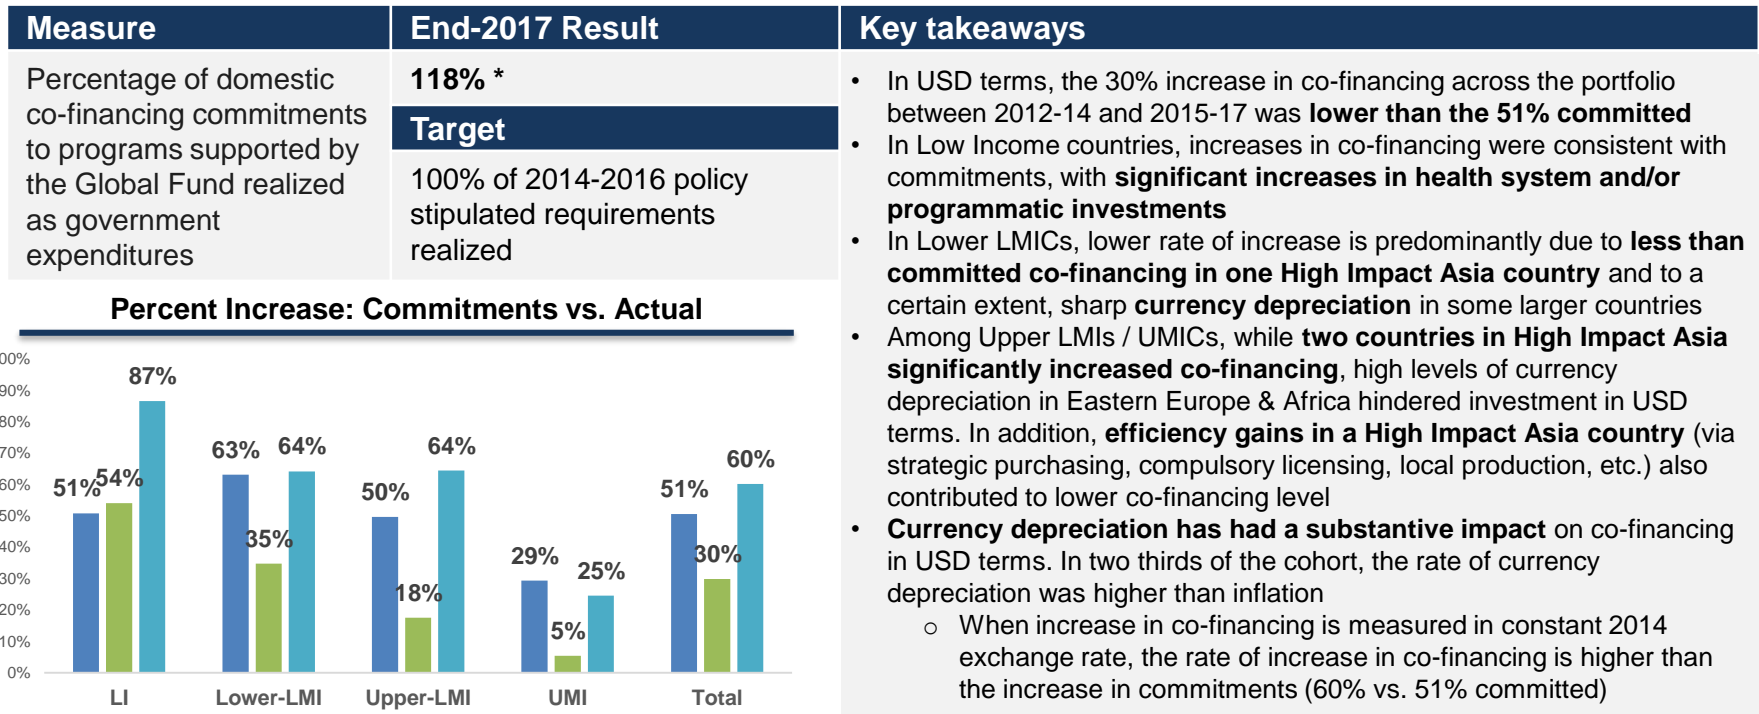 Measure
Percentage of domestic
co-financing commitments
to programs supported by
the Global Fund realized
as government
expenditures
End-2017 Result
118% *
Target
100% of 2014-2016 policy
stipulated requirements
realized
Percent Increase: Commitments vs. Actual
00%
90%
80%
70%
60%
50%
40%
30%
20%
10%
0%
51% 54% 87%
63% 35% 64%
50% 18% 64%
29% 5% 25%
51% 30% 60%
LI Lower-LMI Upper-LMI UMI Total
Key takeaways
• In USD terms, the 30% increase in co-financing across the portfolio
between 2012-14 and 2015-17 was lower than the 51% committed
• In Low Income countries, increases in co-financing were consistent with
commitments, with significant increases in health system and/or
programmatic investments
• In Lower LMICs, lower rate of increase is predominantly due to less than
committed co-financing in one High Impact Asia country and to a
certain extent, sharp currency depreciation in some larger countries
• Among Upper LMIs / UMICs, while two countries in High Impact Asia
significantly increased co-financing, high levels of currency
depreciation in Eastern Europe & Africa hindered investment in USD
terms. In addition, efficiency gains in a High Impact Asia country (via
strategic purchasing, compulsory licensing, local production, etc.) also
contributed to lower co-financing level
• Currency depreciation has had a substantive impact on co-financing
in USD terms. In two thirds of the cohort, the rate of currency
depreciation was higher than inflation
o When increase in co-financing is measured in constant 2014
exchange rate, the rate of increase in co-financing is higher than
the increase in commitments (60% vs. 51% committed)